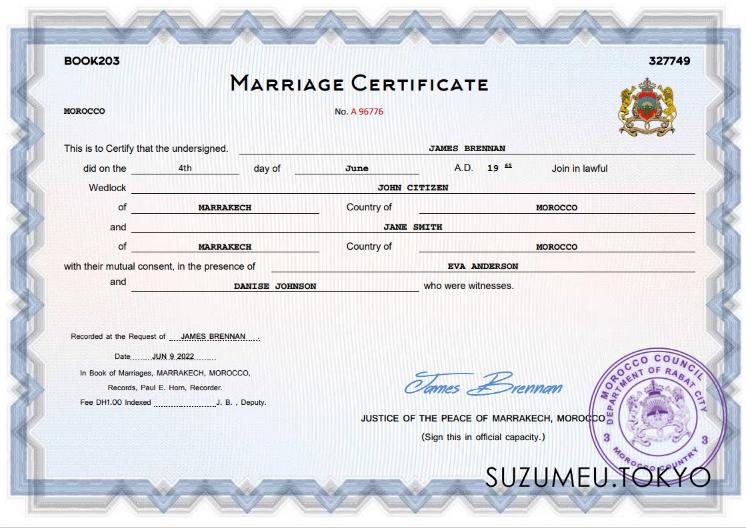 BOOK203 327749
MARRIAGE CERTIFICATE
MOROCCO No. A 96776
This is to Certify that the undersigned. JAMES BRENNAN
did on the 4th day of June A.D. 19 Join in lawful
Wedlock JOHN CITIZEN
of MARRAKECH Country of MOROCCO
and JANE SMITH
of MARRAKECH Country of MOROCCO
with their mutual consent, in the presence of EVA ANDERSON
and DANISE JOHNSON who were witnesses.
Recorded at the Request of JAMES BRENNAN
Date JUN 9 2022
In Book of Marriages, MARRAKECH, MOROCCO,
Records, Paul E. Horn, Recorder.
Fee DH1.00 Indexed J. B. , Deputy.
James Brennan
JUSTICE OF THE PEACE OF MARRAKECH, MOROCCO
(Sign this in official capacity.)
MOROCCO COUNCIL
DEPARTMENT OF RABAT CITY
3 3
MOROCCO COUNTRY
SUZUMEU.TOKYO